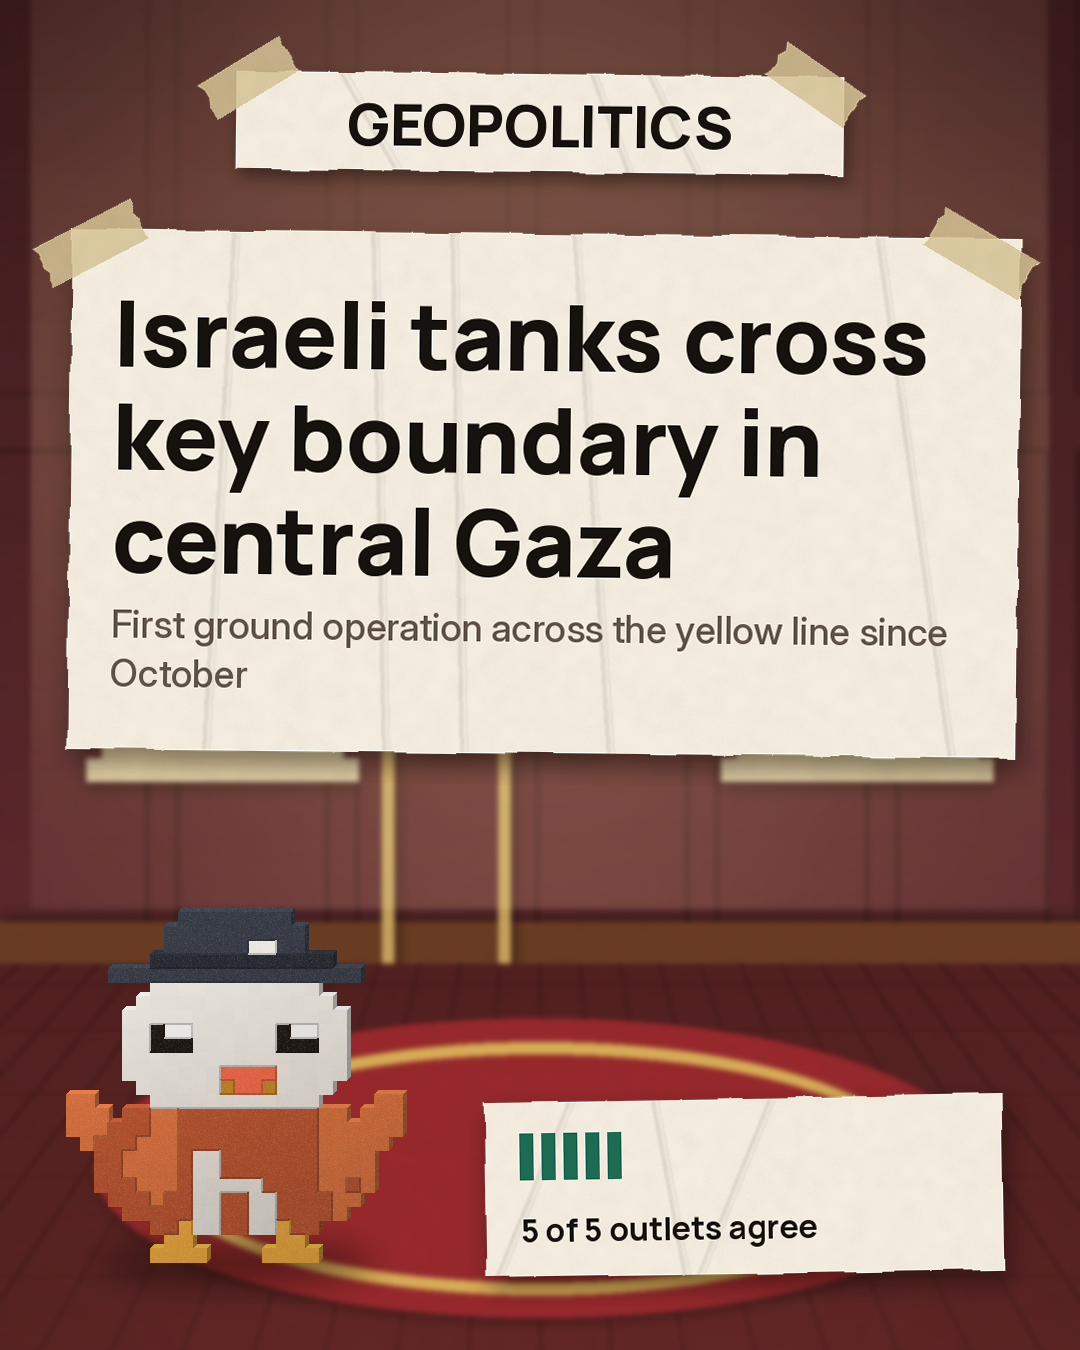 GEOPOLITICS
Israeli tanks cross
key boundary in
central Gaza
First ground operation across the yellow line since
October
h
5 of 5 outlets agree